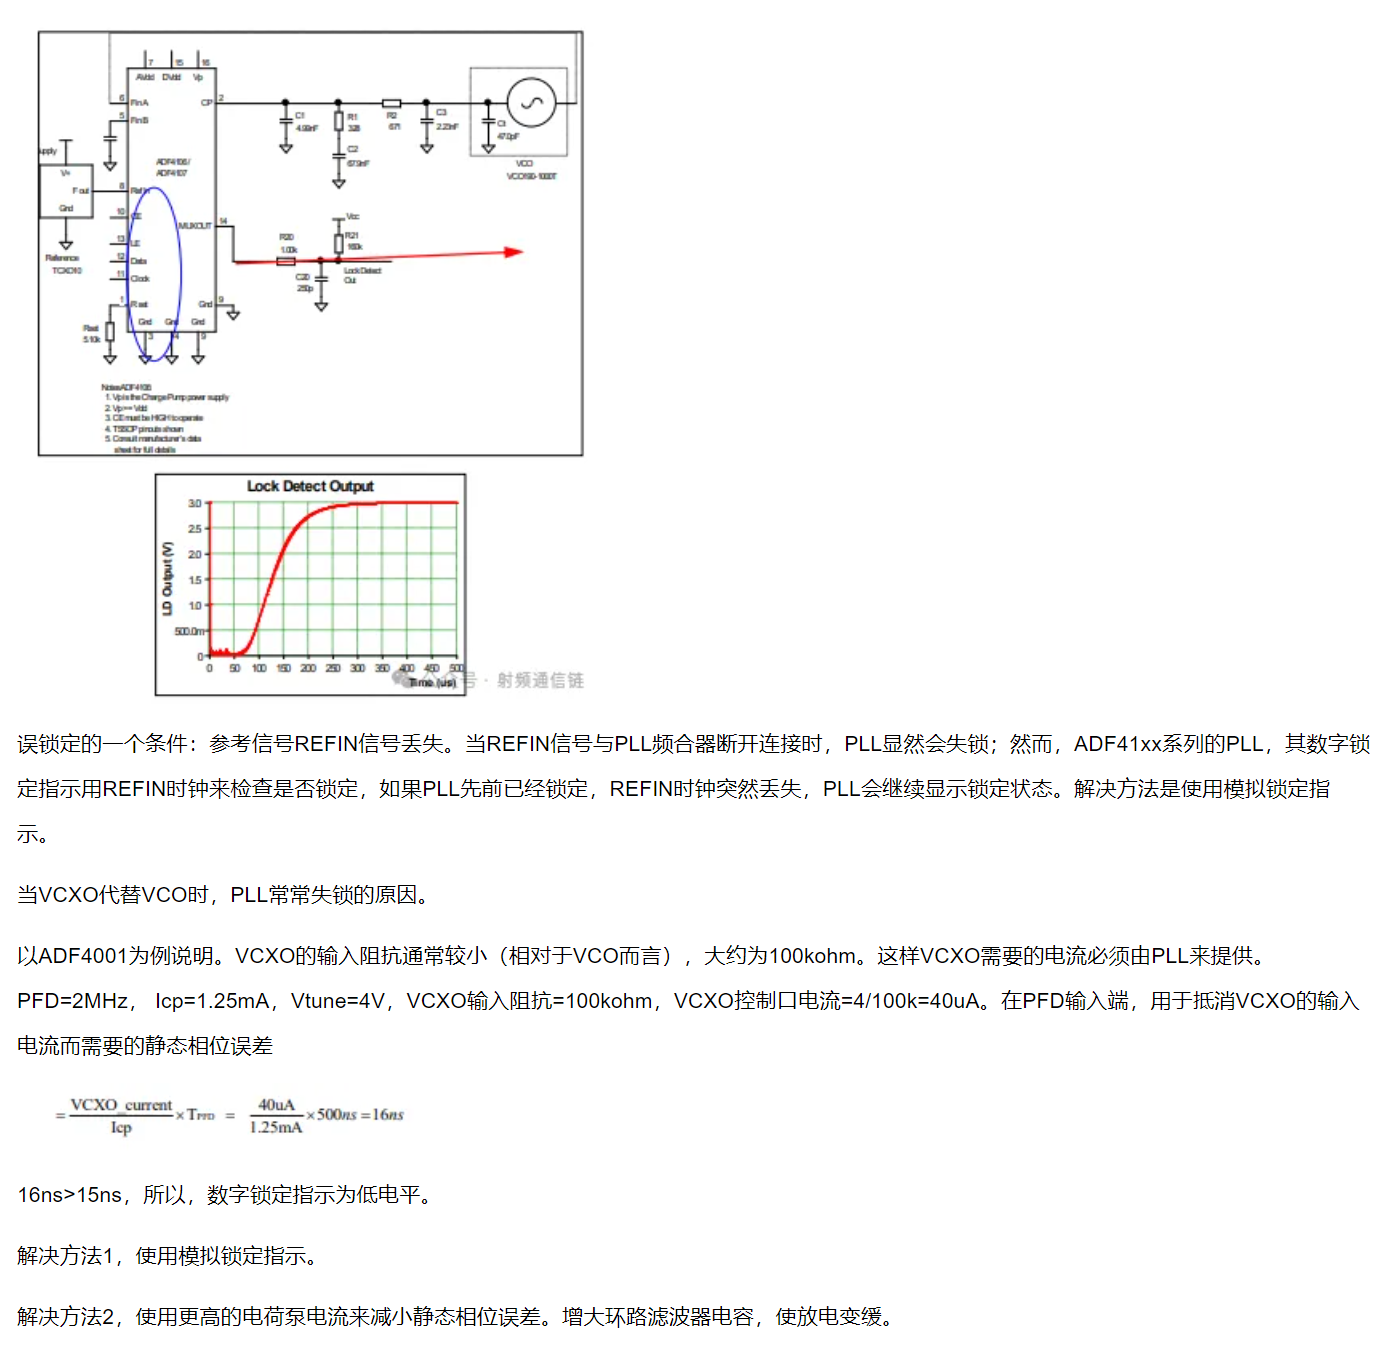 7 15 16
AVdd DVdd Vp
6 FinA CP 2
5 FinB
C1
4.99nF
R1
328
C2
67.9nF
R2
671
C3
2.23nF
Ct
47.0pF
VCO
VCO190-1000T
ADF4106/
ADF4107
upply
V+
F out
Gnd
Reference
TCXO10
8 Ref In
10 CE
MUXOUT 14
13 LE
12 Data
11 Clock
1 Rset
Gnd 9
Gnd Gnd Gnd
3 4 9
Rset
5.10k
R20
1.00k
Vcc
R21
160k
C20
250p
Lock Detect
Out
Notes ADF4106
1. Vp is the Charge Pump power supply
2. Vp >= Vdd
3. CE must be HIGH to operate
4. TSSOP pinouts shown
5. Consult manufacturer's data
sheet for full details
Lock Detect Output
LD Output (V)
3.0
2.5
2.0
1.5
1.0
500.0m
0
0 50 100 150 200 250 300 350 400 450 500
Time (us)
公众号 · 射频通信链
误锁定的一个条件：参考信号REFIN信号丢失。当REFIN信号与PLL频合器断开连接时，PLL显然会失锁；然而，ADF41xx系列的PLL，其数字锁
定指示用REFIN时钟来检查是否锁定，如果PLL先前已经锁定，REFIN时钟突然丢失，PLL会继续显示锁定状态。解决方法是使用模拟锁定指
示。
当VCXO代替VCO时，PLL常常失锁的原因。
以ADF4001为例说明。VCXO的输入阻抗通常较小（相对于VCO而言），大约为100kohm。这样VCXO需要的电流必须由PLL来提供。
PFD=2MHz， Icp=1.25mA，Vtune=4V，VCXO输入阻抗=100kohm，VCXO控制口电流=4/100k=40uA。在PFD输入端，用于抵消VCXO的输入
电流而需要的静态相位误差
= VCXO_current / Icp × TPFD = 40uA / 1.25mA × 500ns = 16ns
16ns>15ns，所以，数字锁定指示为低电平。
解决方法1，使用模拟锁定指示。
解决方法2，使用更高的电荷泵电流来减小静态相位误差。增大环路滤波器电容，使放电变缓。